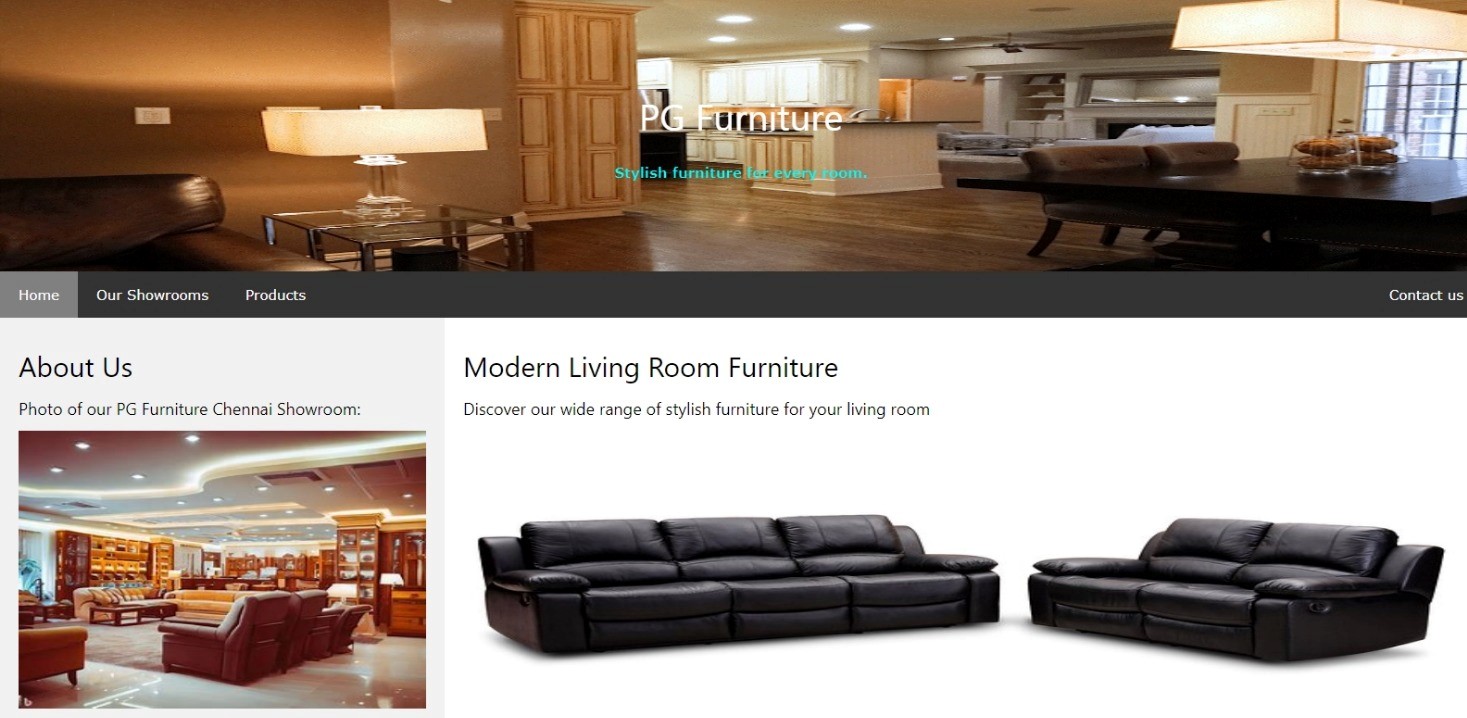 PG Furniture
Stylish furniture for every room.
Home
Our Showrooms
Products
Contact us
About Us
Photo of our PG Furniture Chennai Showroom:
Modern Living Room Furniture
Discover our wide range of stylish furniture for your living room